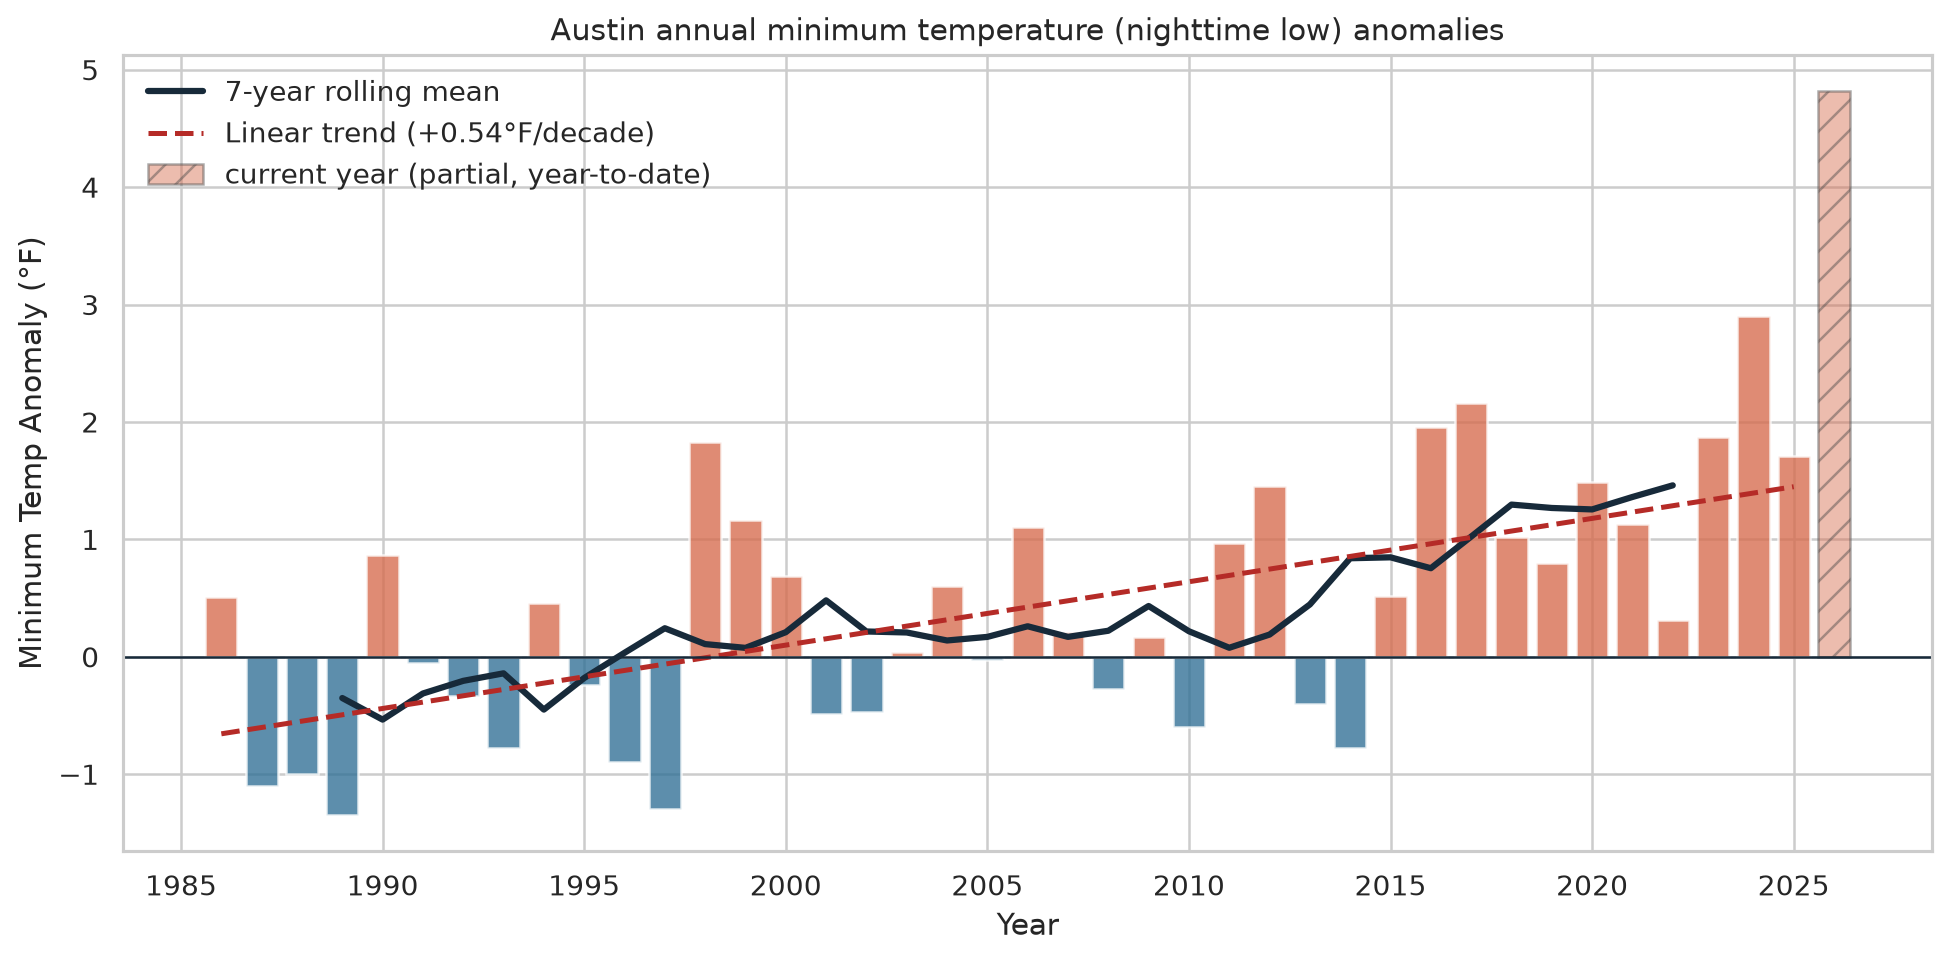 Austin annual minimum temperature (nighttime low) anomalies
7-year rolling mean
Linear trend (+0.54°F/decade)
current year (partial, year-to-date)
Minimum Temp Anomaly (°F)
5
4
3
2
1
0
−1
1985 1990 1995 2000 2005 2010 2015 2020 2025
Year